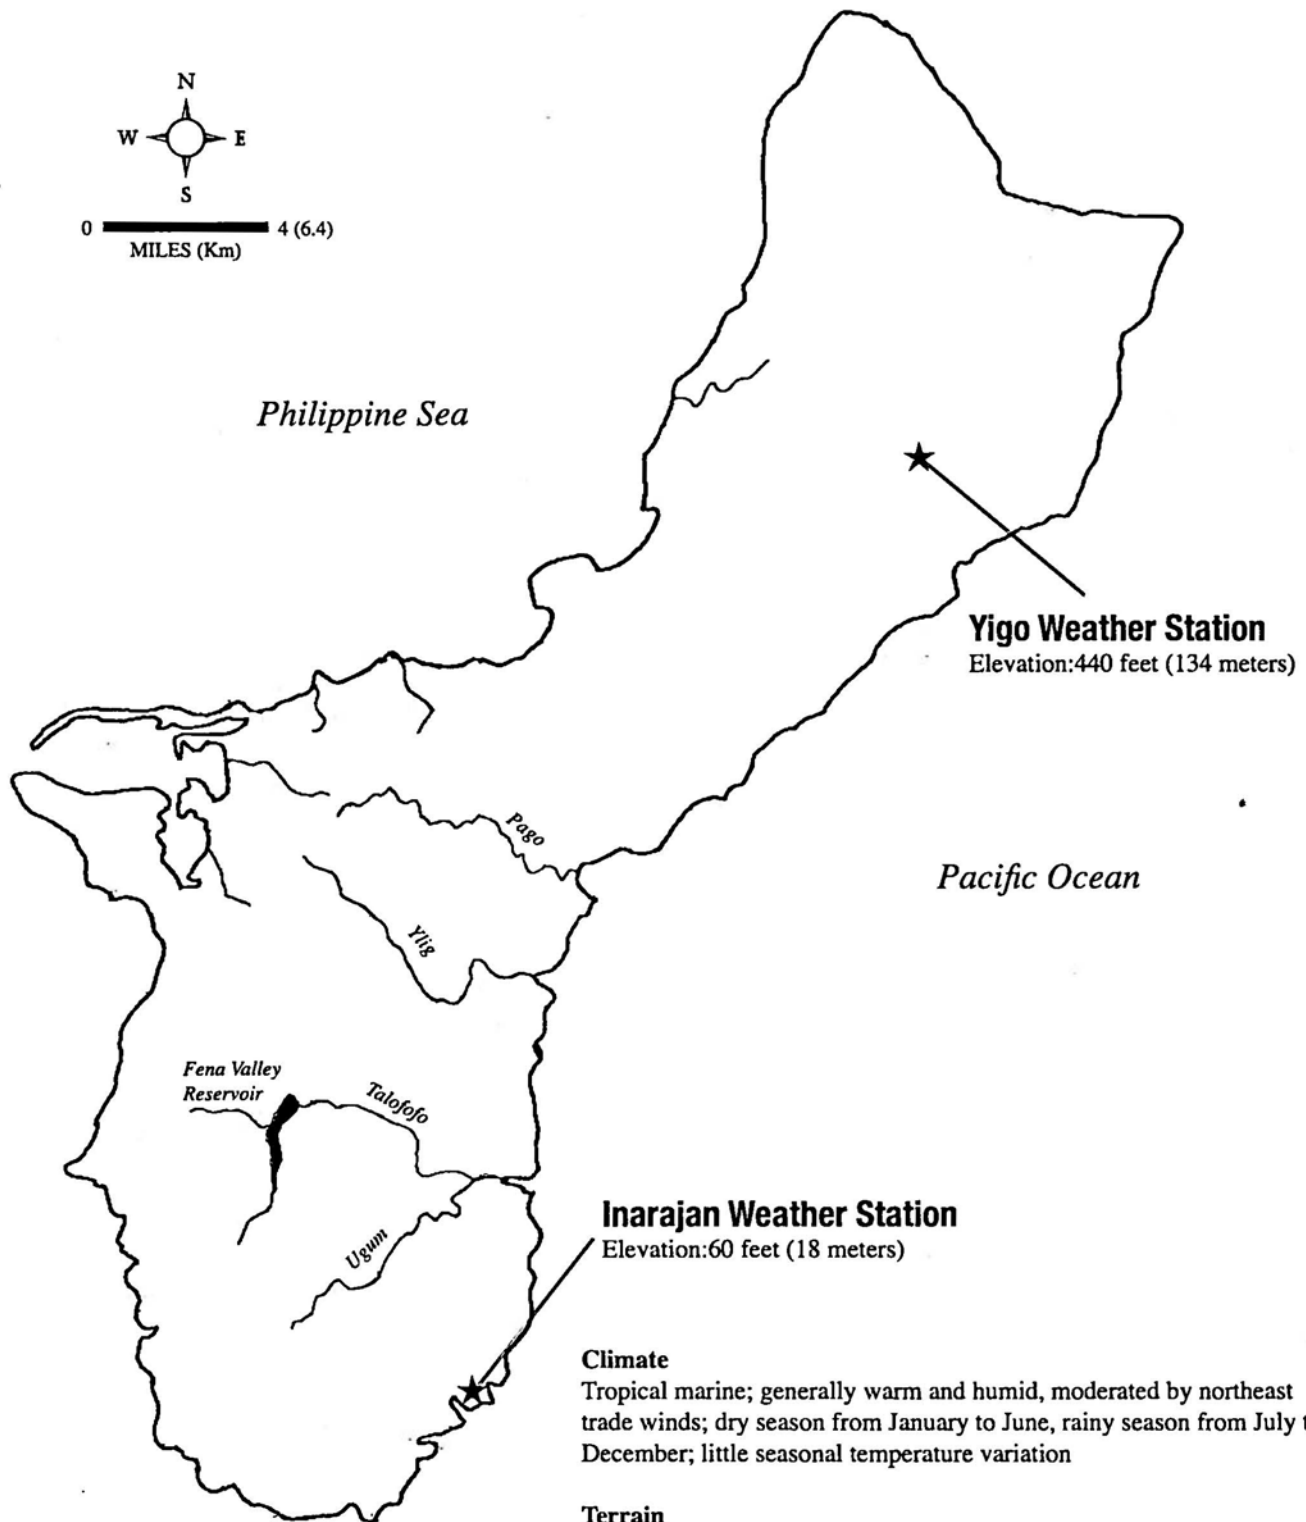 N
W E
S
0 4 (6.4)
MILES (Km)
Philippine Sea
Yigo Weather Station
Elevation:440 feet (134 meters)
Pago
Pacific Ocean
Ylig
Fena Valley
Reservoir
Talofofo
Inarajan Weather Station
Elevation:60 feet (18 meters)
Ugum
Climate
Tropical marine; generally warm and humid, moderated by northeast
trade winds; dry season from January to June, rainy season from July t
December; little seasonal temperature variation
Terrain